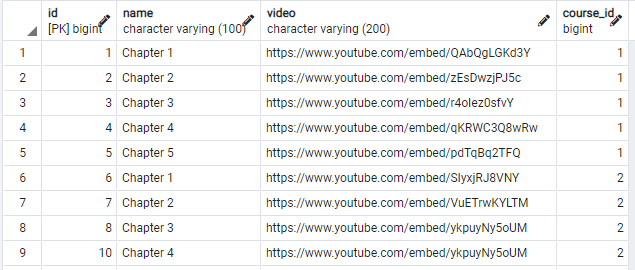 id name video course_id
[PK] bigint character varying (100) character varying (200) bigint
1 1 Chapter 1 https://www.youtube.com/embed/QAbQgLGKd3Y 1
2 2 Chapter 2 https://www.youtube.com/embed/zEsDwzjPJ5c 1
3 3 Chapter 3 https://www.youtube.com/embed/r4oIez0sfvY 1
4 4 Chapter 4 https://www.youtube.com/embed/qKRWC3Q8wRw 1
5 5 Chapter 5 https://www.youtube.com/embed/pdTqBq2TFQ 1
6 6 Chapter 1 https://www.youtube.com/embed/SIyxjRJ8VNY 2
7 7 Chapter 2 https://www.youtube.com/embed/VuETrwKYLTM 2
8 8 Chapter 3 https://www.youtube.com/embed/ykpuyNy5oUM 2
9 10 Chapter 4 https://www.youtube.com/embed/ykpuyNy5oUM 2